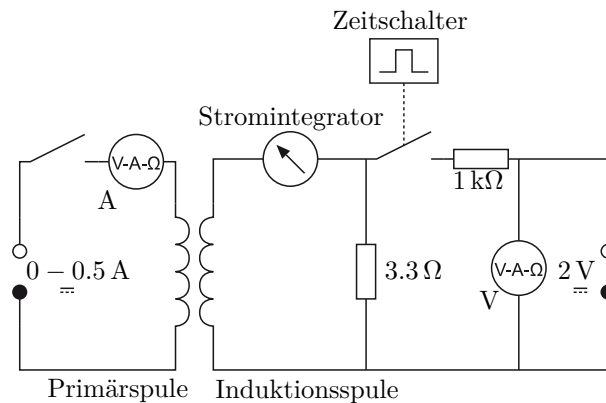 Zeitschalter
Stromintegrator
V-A-Ω
A
1 kΩ
0 – 0.5 A
3.3 Ω
V-A-Ω
V
2 V
Primärspule
Induktionsspule